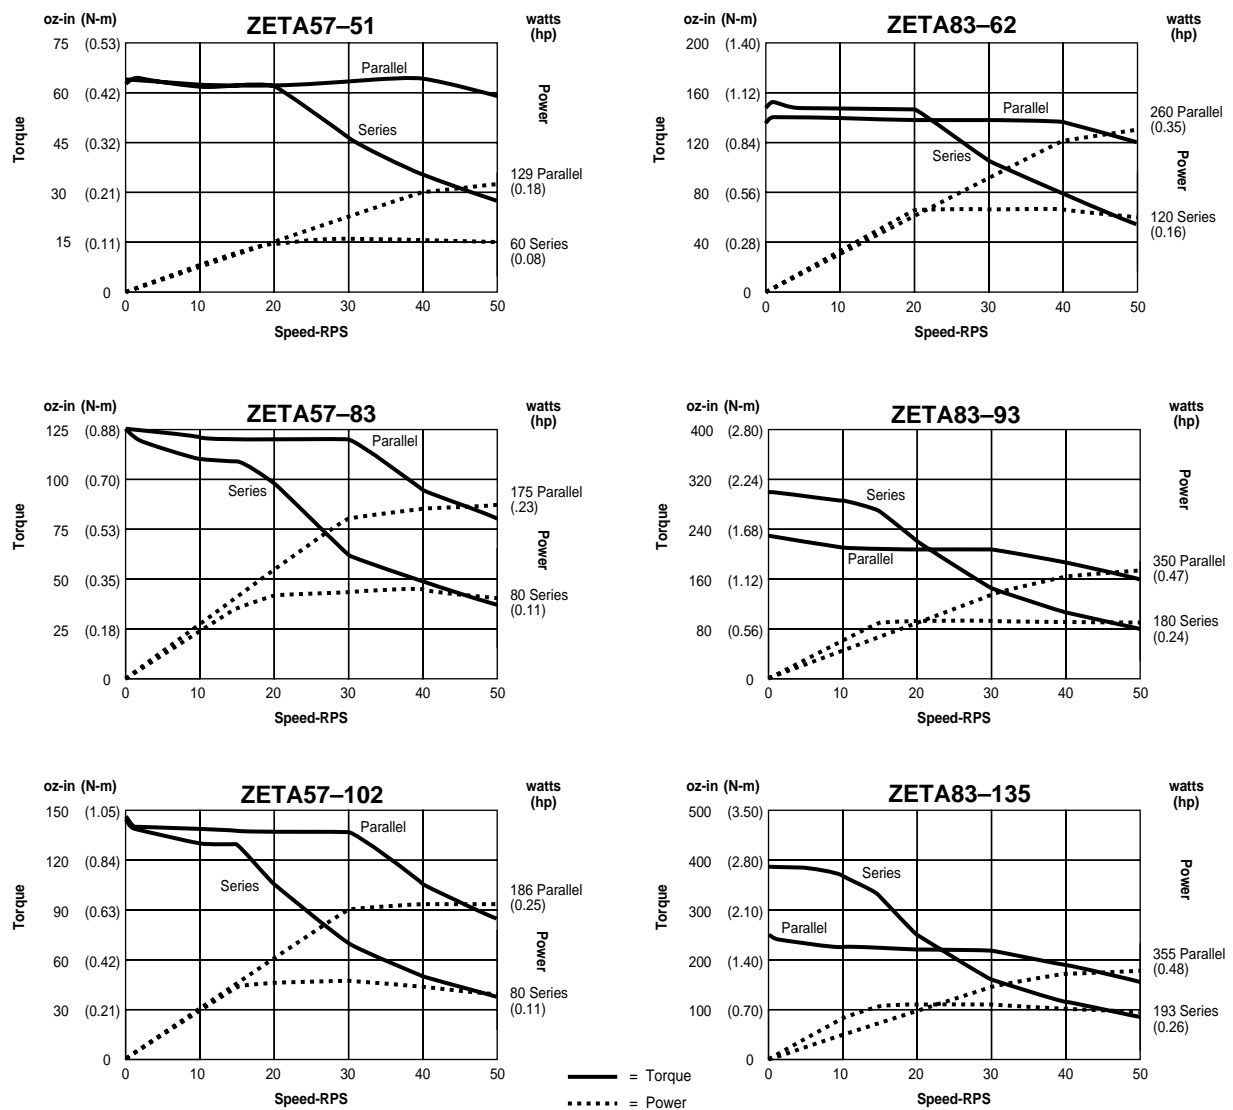 oz-in (N-m)
ZETA57–51
watts
(hp)
75 (0.53)
60 (0.42)
45 (0.32)
30 (0.21)
15 (0.11)
0
Torque
Parallel
Series
Power
129 Parallel
(0.18)
60 Series
(0.08)
0 10 20 30 40 50
Speed-RPS
oz-in (N-m)
ZETA83–62
watts
(hp)
200 (1.40)
160 (1.12)
120 (0.84)
80 (0.56)
40 (0.28)
0
Torque
Parallel
Series
260 Parallel
(0.35)
Power
120 Series
(0.16)
0 10 20 30 40 50
Speed-RPS
oz-in (N-m)
ZETA57–83
watts
(hp)
125 (0.88)
100 (0.70)
75 (0.53)
50 (0.35)
25 (0.18)
0
Torque
Parallel
Series
175 Parallel
(.23)
Power
80 Series
(0.11)
0 10 20 30 40 50
Speed-RPS
oz-in (N-m)
ZETA83–93
watts
(hp)
400 (2.80)
320 (2.24)
240 (1.68)
160 (1.12)
80 (0.56)
0
Torque
Series
Parallel
Power
350 Parallel
(0.47)
180 Series
(0.24)
0 10 20 30 40 50
Speed-RPS
oz-in (N-m)
ZETA57–102
watts
(hp)
150 (1.05)
120 (0.84)
90 (0.63)
60 (0.42)
30 (0.21)
0
Torque
Parallel
Series
186 Parallel
(0.25)
Power
80 Series
(0.11)
0 10 20 30 40 50
Speed-RPS
oz-in (N-m)
ZETA83–135
watts
(hp)
500 (3.50)
400 (2.80)
300 (2.10)
200 (1.40)
100 (0.70)
0
Torque
Series
Parallel
Power
355 Parallel
(0.48)
193 Series
(0.26)
0 10 20 30 40 50
Speed-RPS
= Torque
= Power